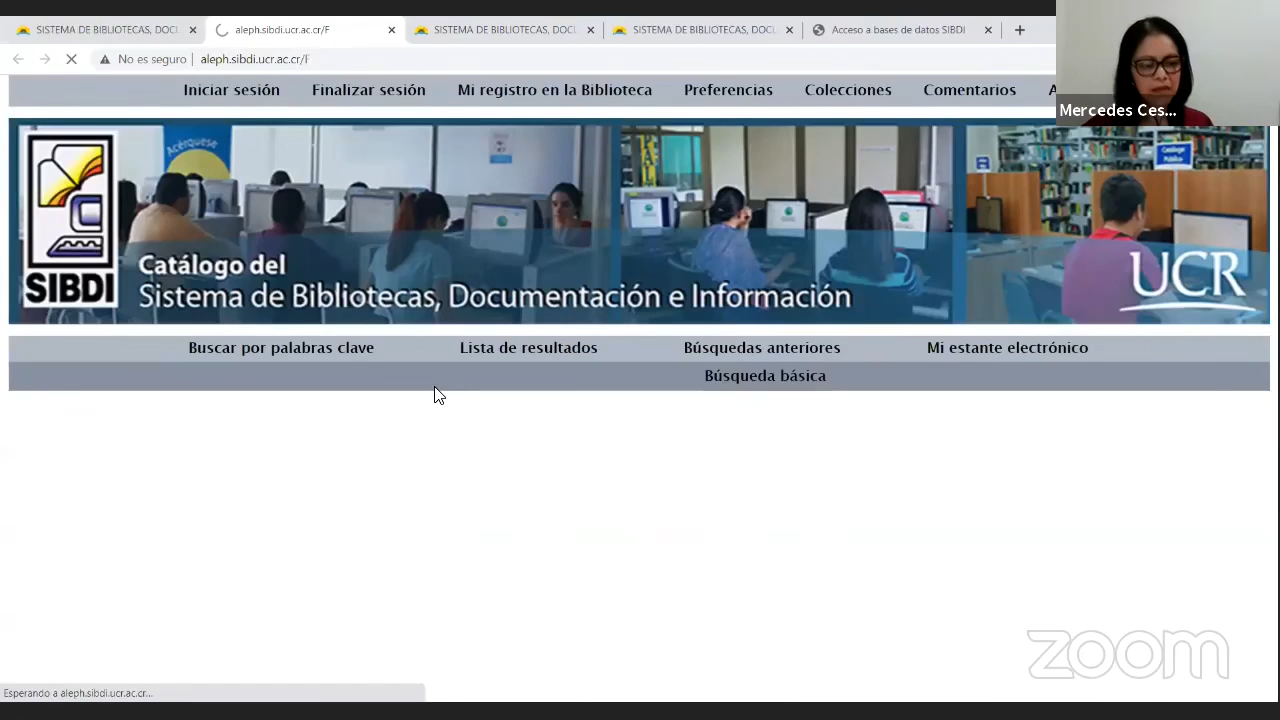 SISTEMA DE BIBLIOTECAS, DOCU
aleph.sibdi.ucr.ac.cr/F
SISTEMA DE BIBLIOTECAS, DOCU
SISTEMA DE BIBLIOTECAS, DOCU
Acceso a bases de datos SIBDI
No es seguro
aleph.sibdi.ucr.ac.cr/F
Mercedes Ces...
Iniciar sesión
Finalizar sesión
Mi registro en la Biblioteca
Preferencias
Colecciones
Comentarios
Acérquese
Catálogo Público
SIBDI
Catálogo del
Sistema de Bibliotecas, Documentación e Información
UCR
Buscar por palabras clave
Lista de resultados
Búsquedas anteriores
Mi estante electrónico
Búsqueda básica
zoom
Esperando a aleph.sibdi.ucr.ac.cr...